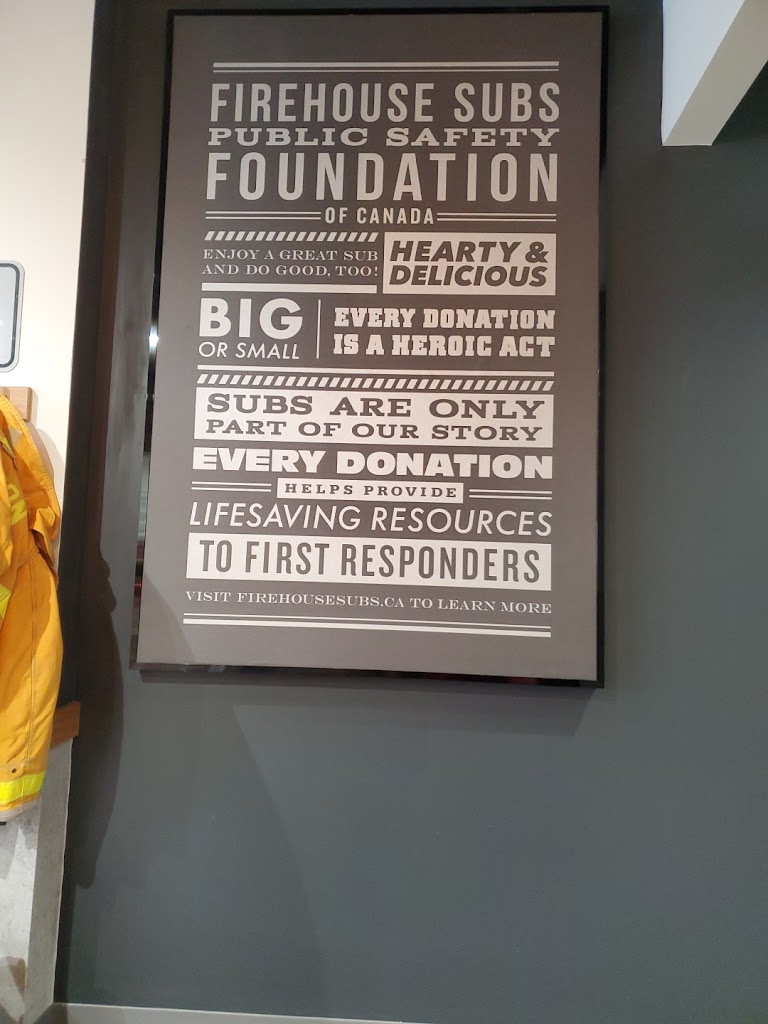 FIREHOUSE SUBS
PUBLIC SAFETY
FOUNDATION
OF CANADA
ENJOY A GREAT SUB
AND DO GOOD, TOO!
HEARTY &
DELICIOUS
BIG
OR SMALL
EVERY DONATION
IS A HEROIC ACT
SUBS ARE ONLY
PART OF OUR STORY
EVERY DONATION
HELPS PROVIDE
LIFESAVING RESOURCES
TO FIRST RESPONDERS
VISIT FIREHOUSESUBS.CA TO LEARN MORE